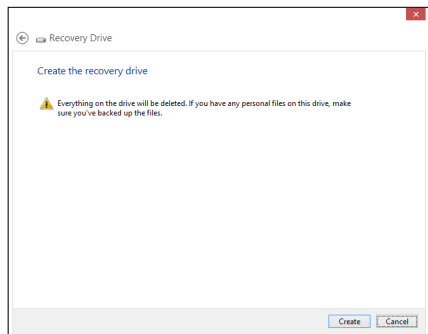 Recovery Drive
Create the recovery drive
Everything on the drive will be deleted. If you have any personal files on this drive, make
sure you've backed up the files.
Create Cancel